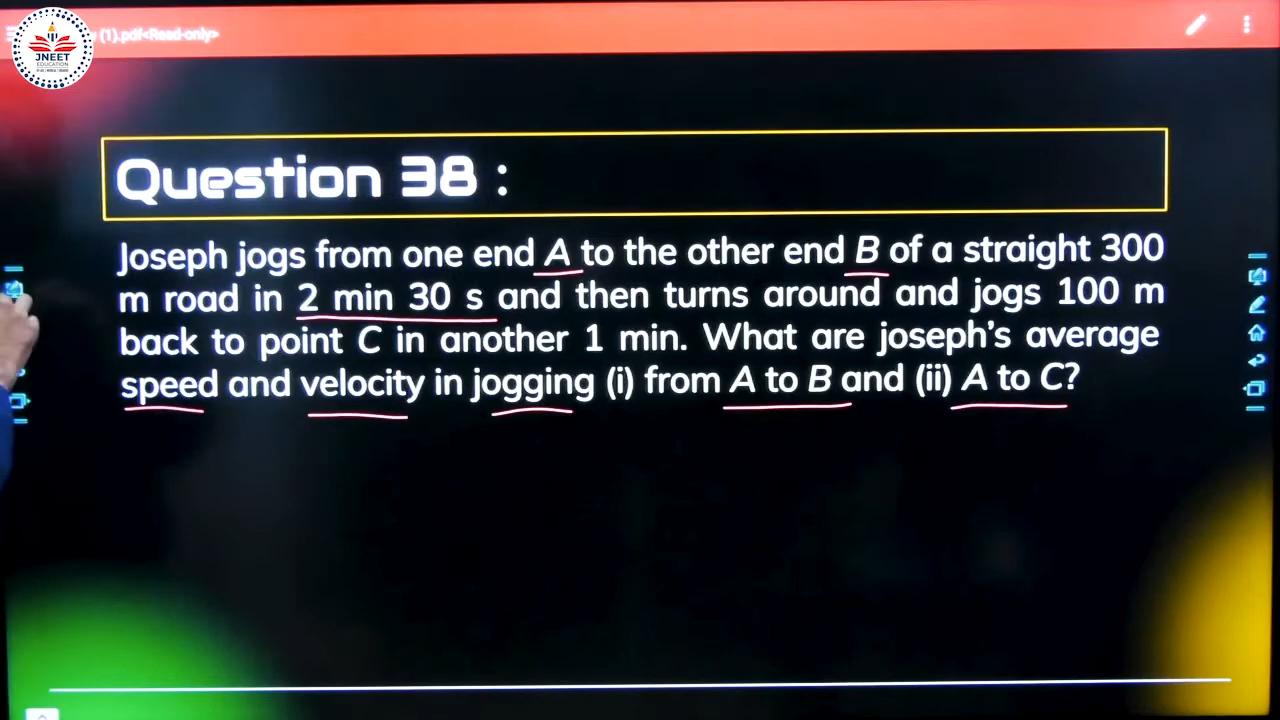 (1).pdf<Read-only>
JNEET
EDUCATION
Question 38 :
Joseph jogs from one end A to the other end B of a straight 300
m road in 2 min 30 s and then turns around and jogs 100 m
back to point C in another 1 min. What are joseph's average
speed and velocity in jogging (i) from A to B and (ii) A to C?